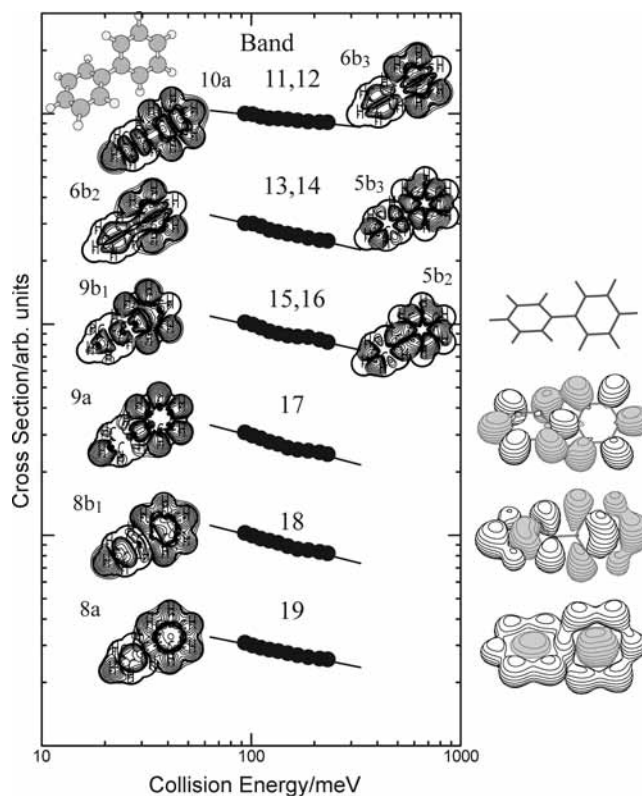 Band
6b3
10a
11,12
6b2
13,14
5b3
9b1
15,16
5b2
9a
17
8b1
18
8a
19
Cross Section/arb. units
10
100
1000
Collision Energy/meV